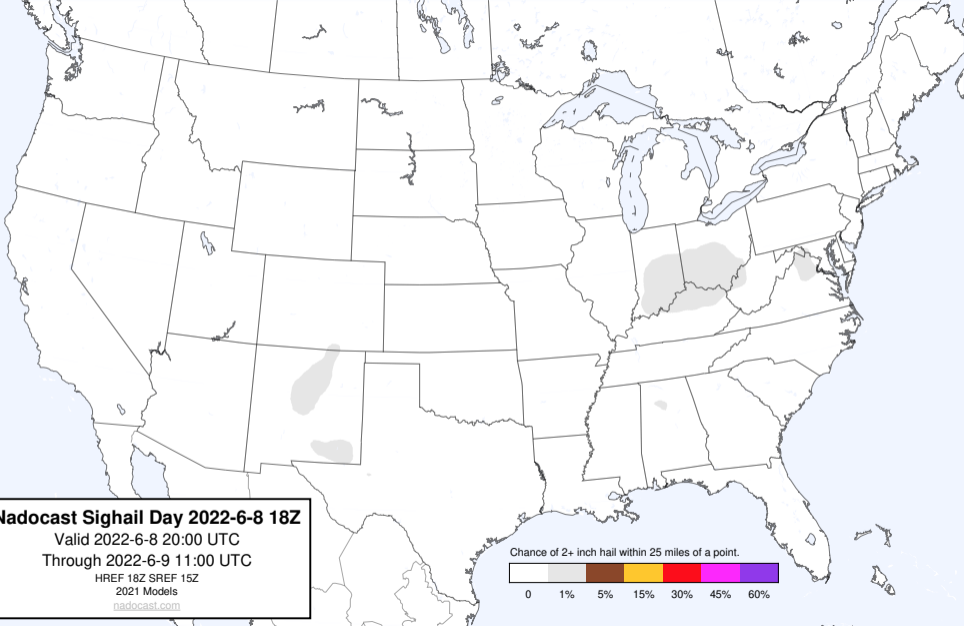 Nadocast Sighail Day 2022-6-8 18Z
Valid 2022-6-8 20:00 UTC
Through 2022-6-9 11:00 UTC
HREF 18Z SREF 15Z
2021 Models
nadocast.com
Chance of 2+ inch hail within 25 miles of a point.
0 1% 5% 15% 30% 45% 60%